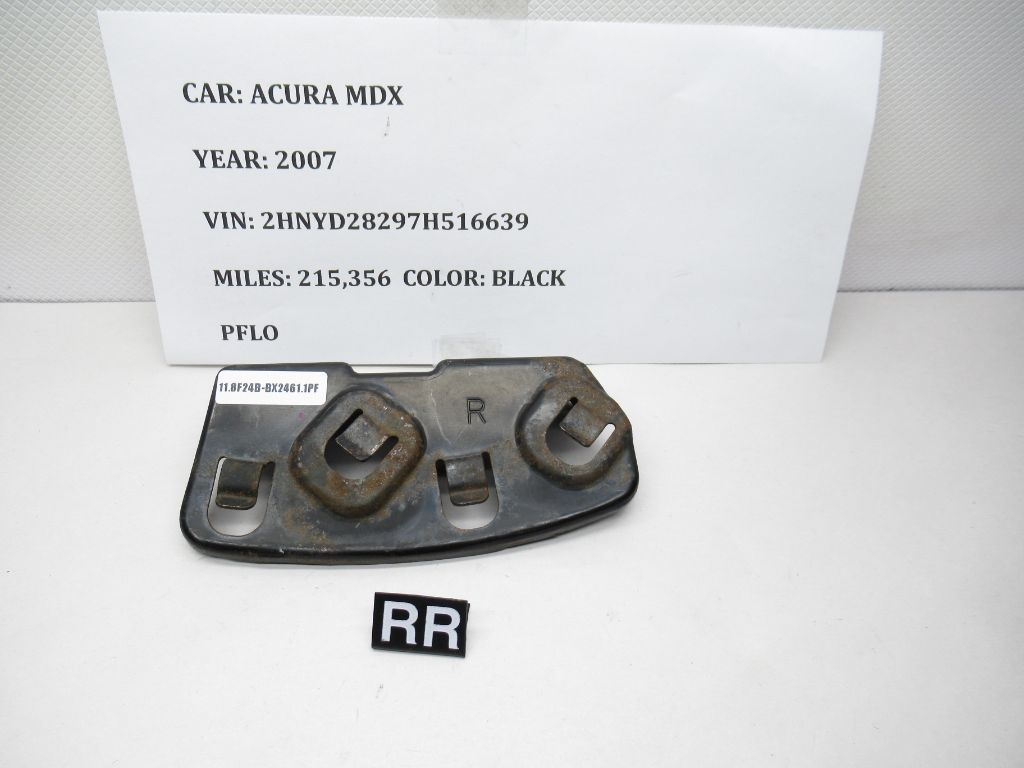 CAR: ACURA MDX
YEAR: 2007
VIN: 2HNYD28297H516639
MILES: 215,356 COLOR: BLACK
PFLO
11.8F24B-BX2461.1PF
R
RR